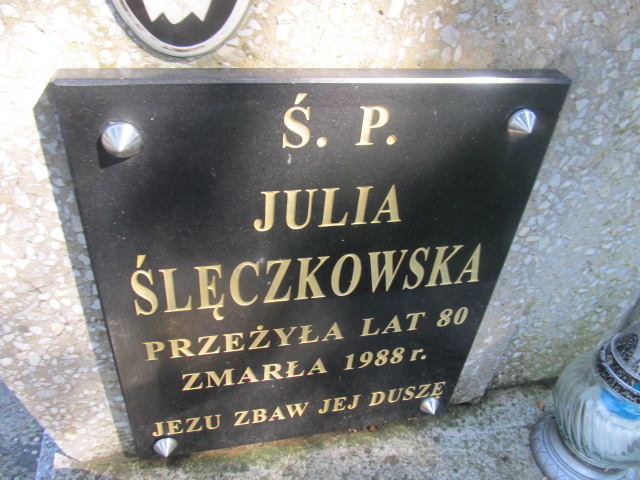 Ś. P.
JULIA
ŚLĘCZKOWSKA
PRZEŻYŁA LAT 80
ZMARŁA 1988 r.
JEZU ZBAW JEJ DUSZĘ